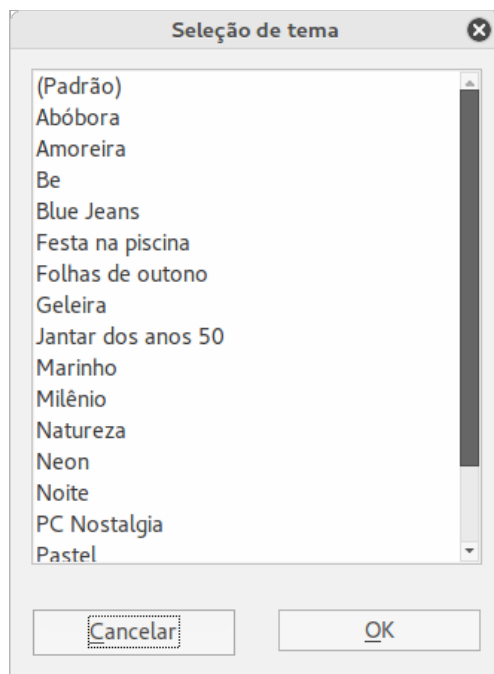 Seleção de tema
(Padrão)
Abóbora
Amoreira
Be
Blue Jeans
Festa na piscina
Folhas de outono
Geleira
Jantar dos anos 50
Marinho
Milênio
Natureza
Neon
Noite
PC Nostalgia
Pastel
Cancelar
OK